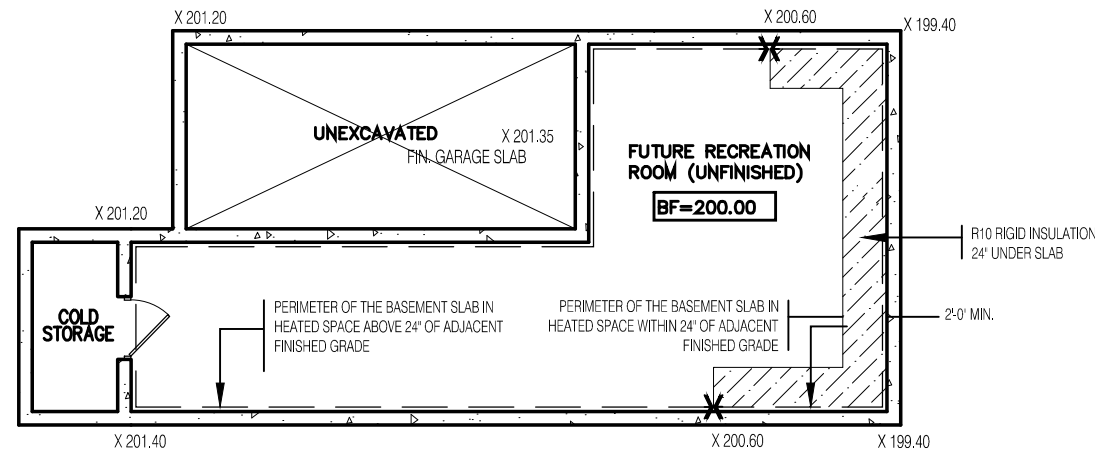 X 201.20
X 200.60
X 199.40
UNEXCAVATED
X 201.35
FIN. GARAGE SLAB
FUTURE RECREATION
ROOM (UNFINISHED)
BF=200.00
X 201.20
R10 RIGID INSULATION
24" UNDER SLAB
COLD
STORAGE
PERIMETER OF THE BASEMENT SLAB IN
HEATED SPACE ABOVE 24" OF ADJACENT
FINISHED GRADE
PERIMETER OF THE BASEMENT SLAB IN
HEATED SPACE WITHIN 24" OF ADJACENT
FINISHED GRADE
2'-0' MIN.
X 201.40
X 200.60
X 199.40